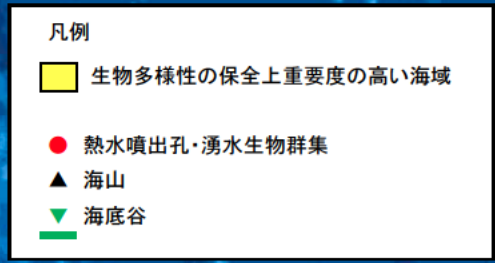 凡例
生物多様性の保全上重要度の高い海域
熱水噴出孔・湧水生物群集
海山
海底谷